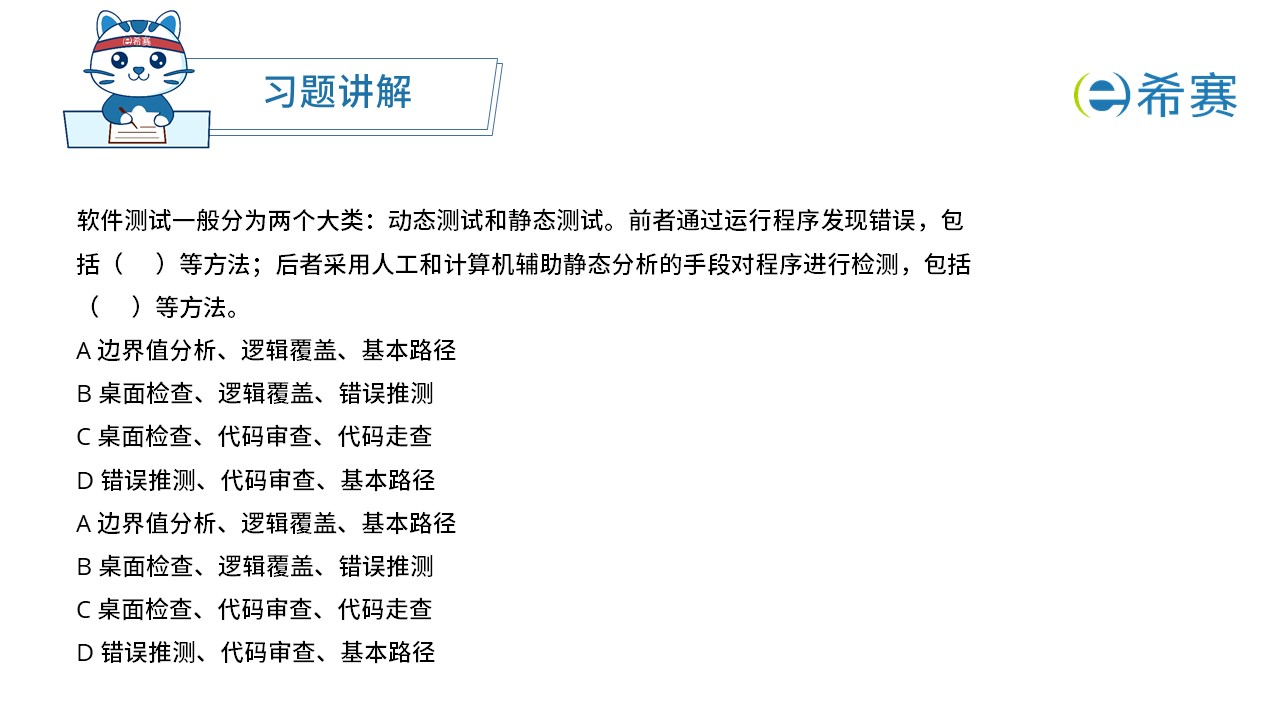 希赛
习题讲解
希赛
软件测试一般分为两个大类：动态测试和静态测试。前者通过运行程序发现错误，包
括（ ）等方法；后者采用人工和计算机辅助静态分析的手段对程序进行检测，包括
（ ）等方法。
A 边界值分析、逻辑覆盖、基本路径
B 桌面检查、逻辑覆盖、错误推测
C 桌面检查、代码审查、代码走查
D 错误推测、代码审查、基本路径
A 边界值分析、逻辑覆盖、基本路径
B 桌面检查、逻辑覆盖、错误推测
C 桌面检查、代码审查、代码走查
D 错误推测、代码审查、基本路径